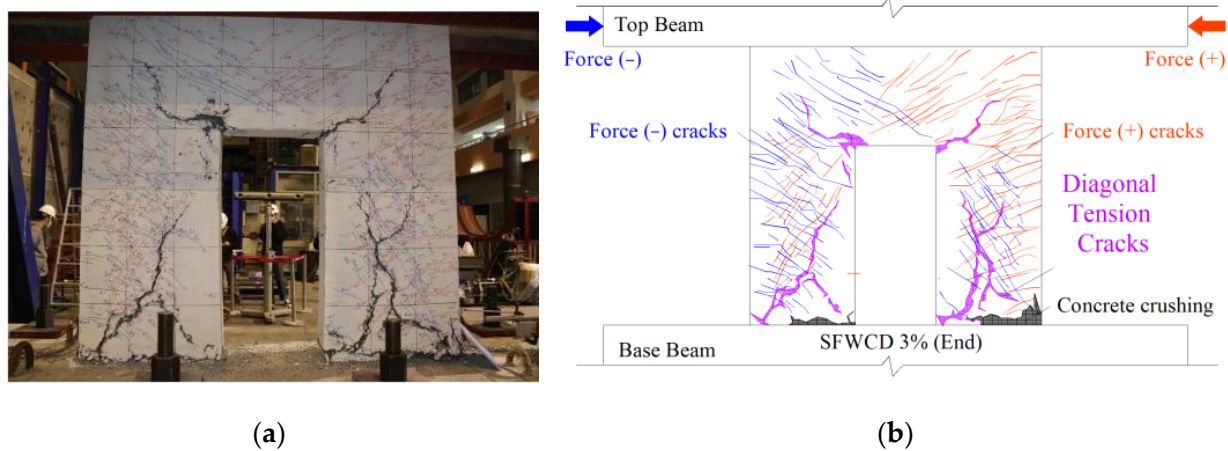 Top Beam
Force (–)
Force (+)
Force (–) cracks
Force (+) cracks
Diagonal
Tension
Cracks
Concrete crushing
Base Beam
SFWCD 3% (End)
(a)
(b)